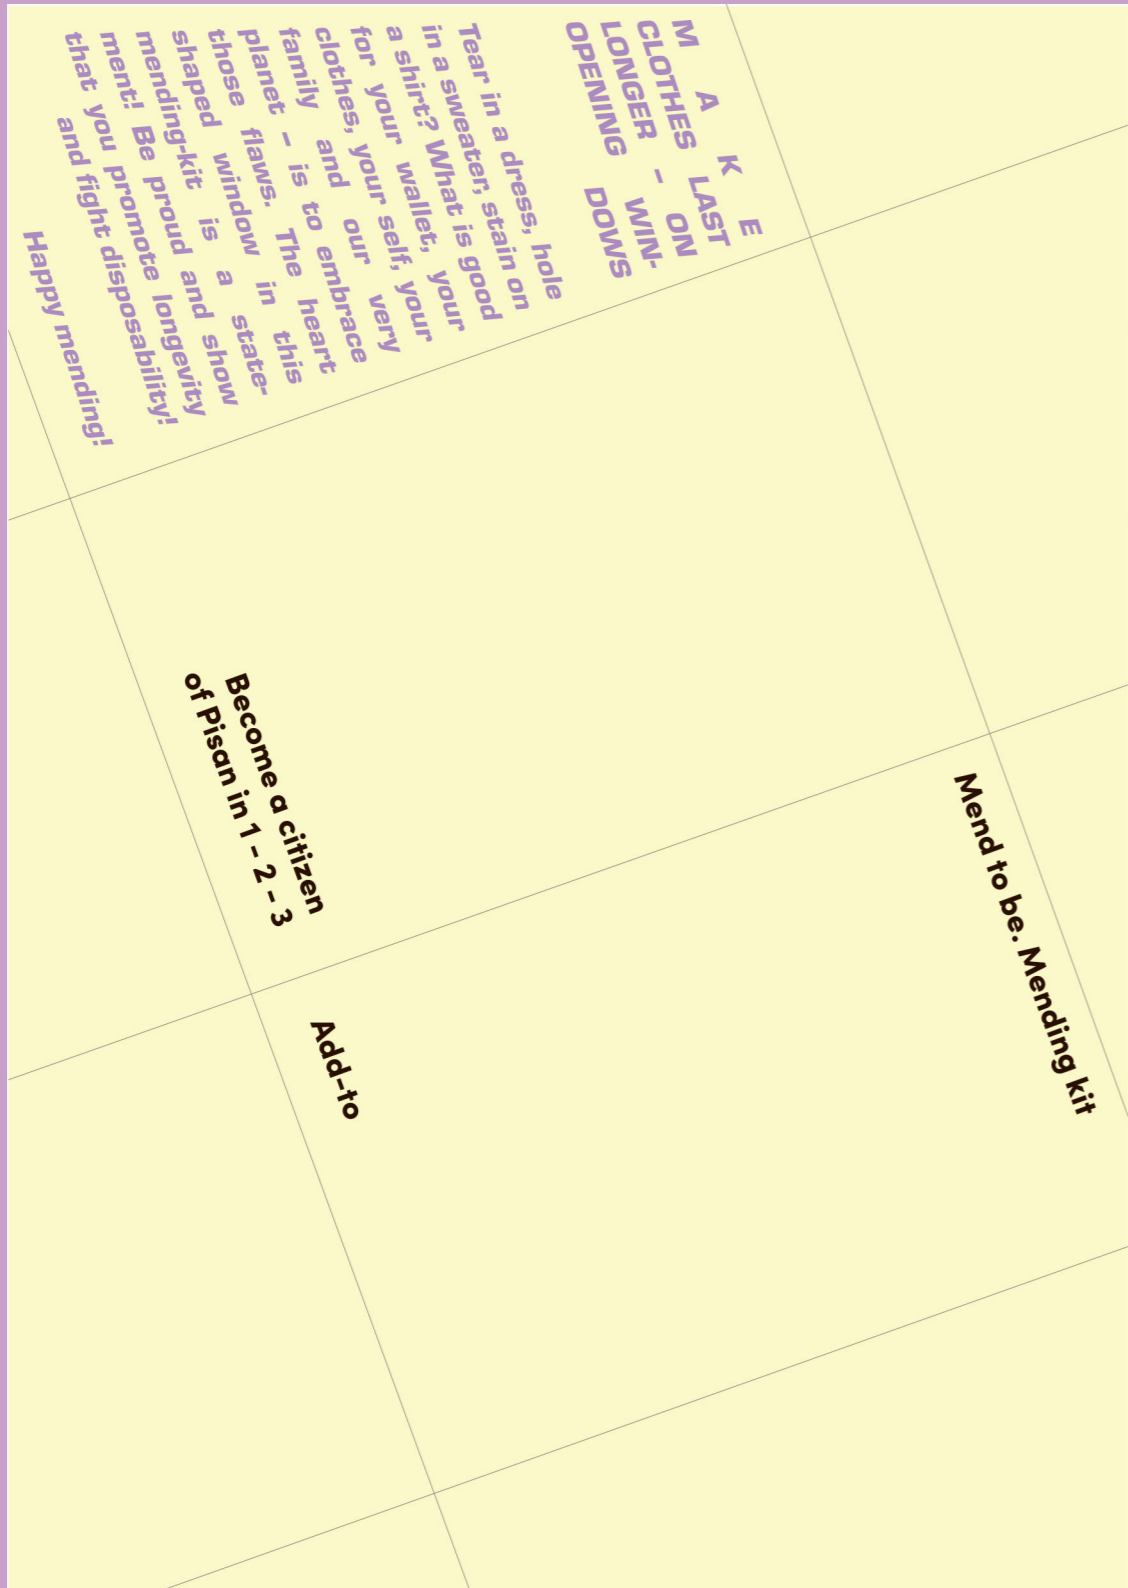 M A K E
CLOTHES LAST
LONGER – ON
OPENING WIN-
DOWS
Tear in a dress, hole
in a sweater, stain on
a shirt? What is good
for your wallet, your
clothes, your self, your
family and our very
planet – is to embrace
those flaws. The heart
shaped window in this
mending-kit is a state-
ment! Be proud and show
that you promote longevity
and fight disposability!
Happy mending!
Become a citizen
of Pisan in 1 - 2 - 3
Mend to be. Mending kit
Add-to